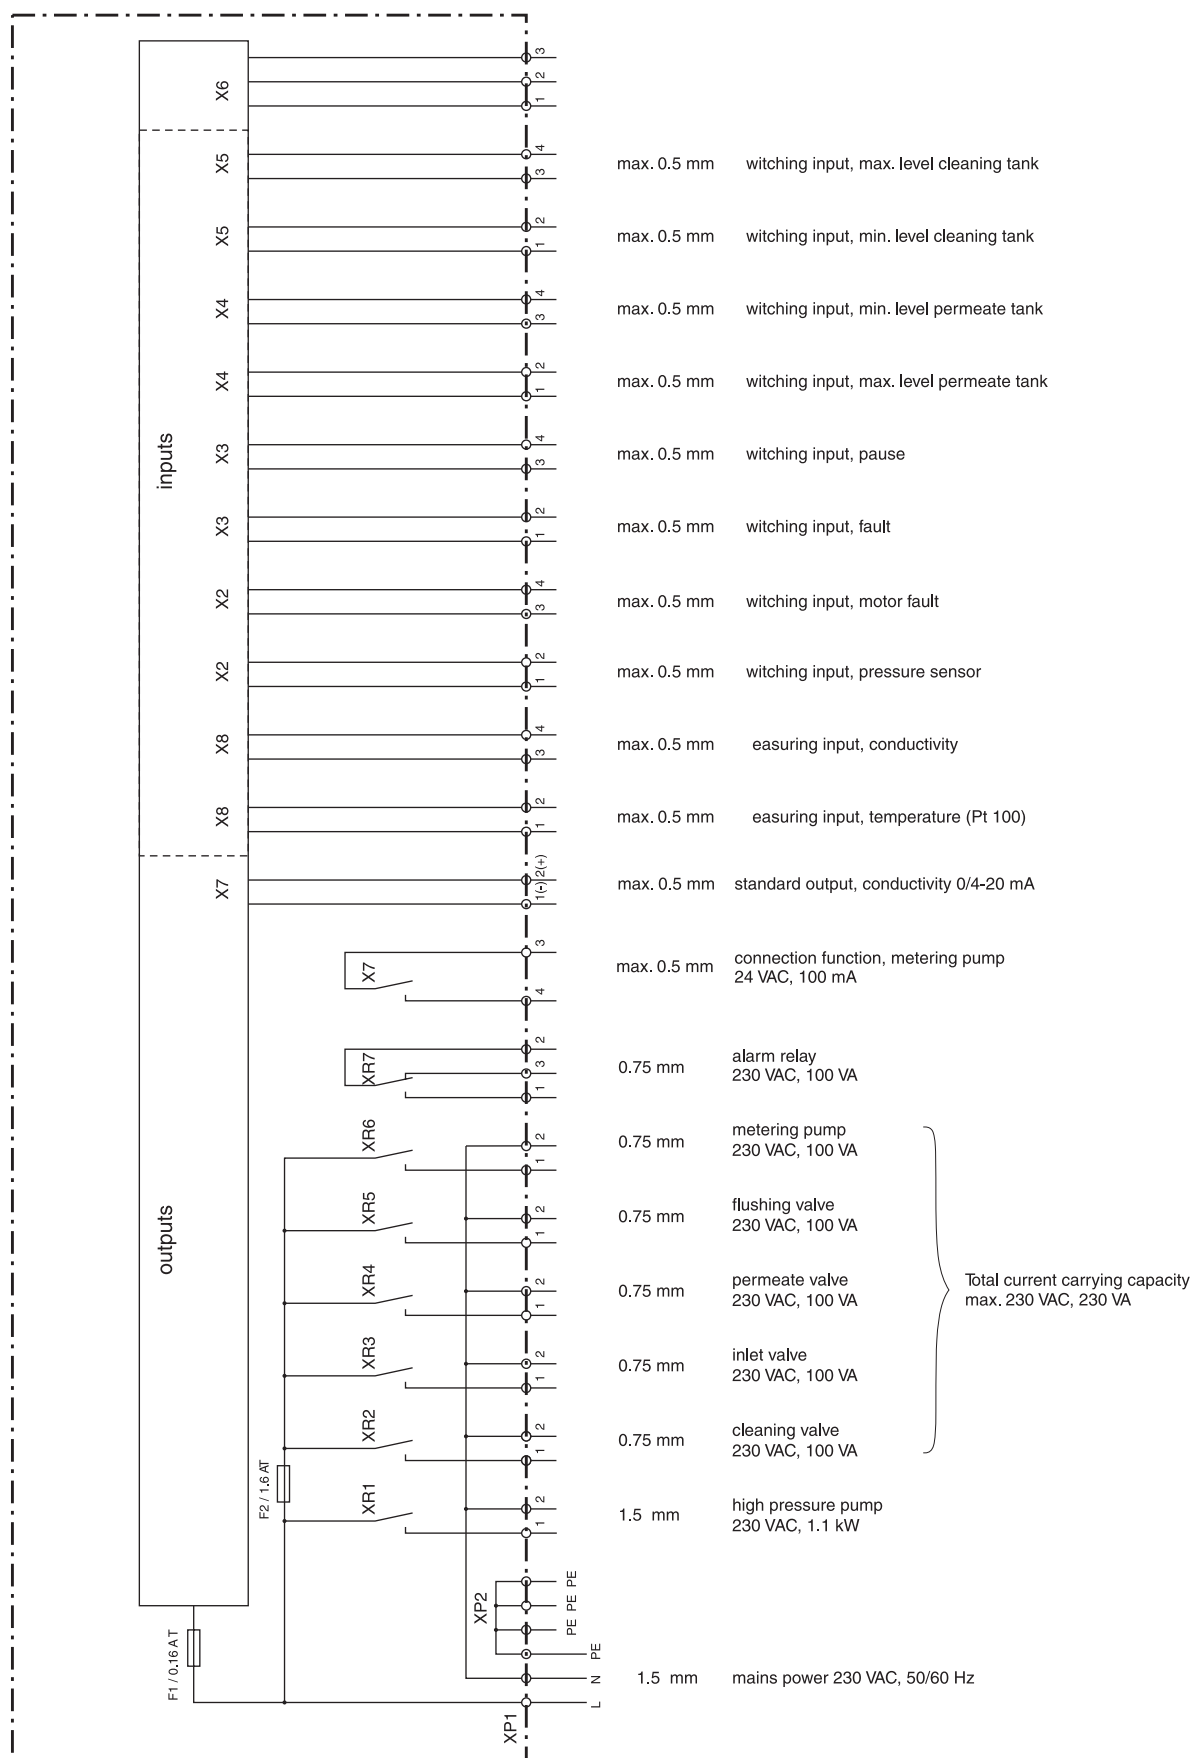 X6
3
2
1
X5
4
3
max. 0.5 mm witching input, max. level cleaning tank
X5
2
1
max. 0.5 mm witching input, min. level cleaning tank
X4
4
3
max. 0.5 mm witching input, min. level permeate tank
X4
2
1
max. 0.5 mm witching input, max. level permeate tank
inputs
X3
4
3
max. 0.5 mm witching input, pause
X3
2
1
max. 0.5 mm witching input, fault
X2
4
3
max. 0.5 mm witching input, motor fault
X2
2
1
max. 0.5 mm witching input, pressure sensor
X8
4
3
max. 0.5 mm easuring input, conductivity
X8
2
1
max. 0.5 mm easuring input, temperature (Pt 100)
X7
2(+)
1(-)
max. 0.5 mm standard output, conductivity 0/4-20 mA
X7
3
4
max. 0.5 mm
connection function, metering pump
24 VAC, 100 mA
XR7
2
3
1
0.75 mm
alarm relay
230 VAC, 100 VA
XR6
2
1
0.75 mm
metering pump
230 VAC, 100 VA
outputs
XR5
2
1
0.75 mm
flushing valve
230 VAC, 100 VA
XR4
2
1
0.75 mm
permeate valve
230 VAC, 100 VA
Total current carrying capacity
max. 230 VAC, 230 VA
XR3
2
1
0.75 mm
inlet valve
230 VAC, 100 VA
XR2
2
1
0.75 mm
cleaning valve
230 VAC, 100 VA
F2 / 1.6 AT
XR1
2
1
1.5 mm
high pressure pump
230 VAC, 1.1 kW
XP2
PE
PE
PE
PE
F1 / 0.16 A T
N
1.5 mm mains power 230 VAC, 50/60 Hz
L
XP1